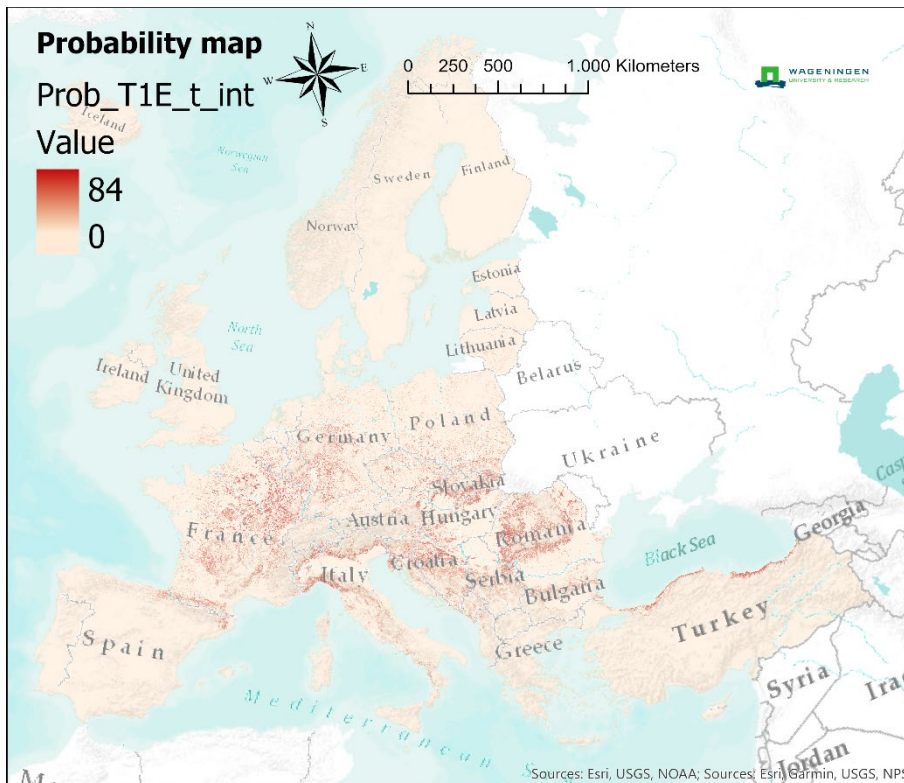 Probability map
Prob_T1E_t_int
Value
84
0
N
W
E
S
0 250 500 1.000 Kilometers
WAGENINGEN
UNIVERSITY & RESEARCH
Iceland
Norwegian
Sea
Sweden
Finland
Norway
Estonia
Latvia
Lithuania
North
Sea
Ireland
United
Kingdom
Belarus
Poland
Germany
Ukraine
Slovakia
Austria
Hungary
France
Romania
Croatia
Italy
Serbia
Black Sea
Georgia
Bulgaria
Turkey
Greece
Spain
Syria
Mediterranean
Jordan
Sources: Esri, USGS, NOAA; Sources: Esri, Garmin, USGS, NPS